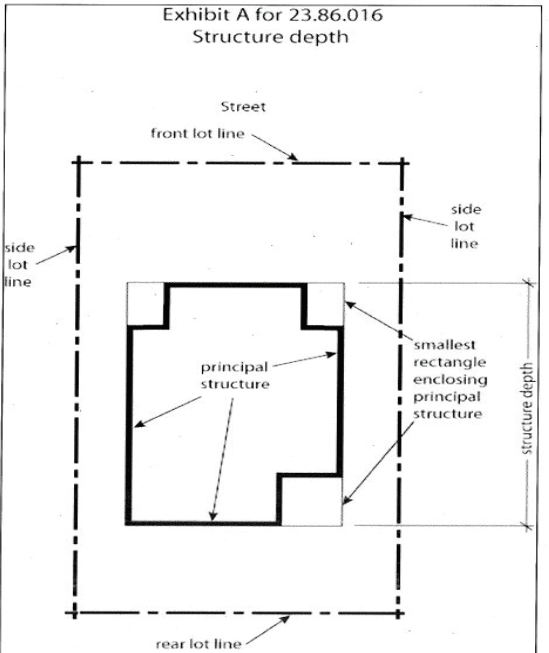 Exhibit A for 23.86.016
Structure depth
Street
front lot line
side
lot
line
side
lot
line
principal
structure
smallest
rectangle
enclosing
principal
structure
structure depth
rear lot line